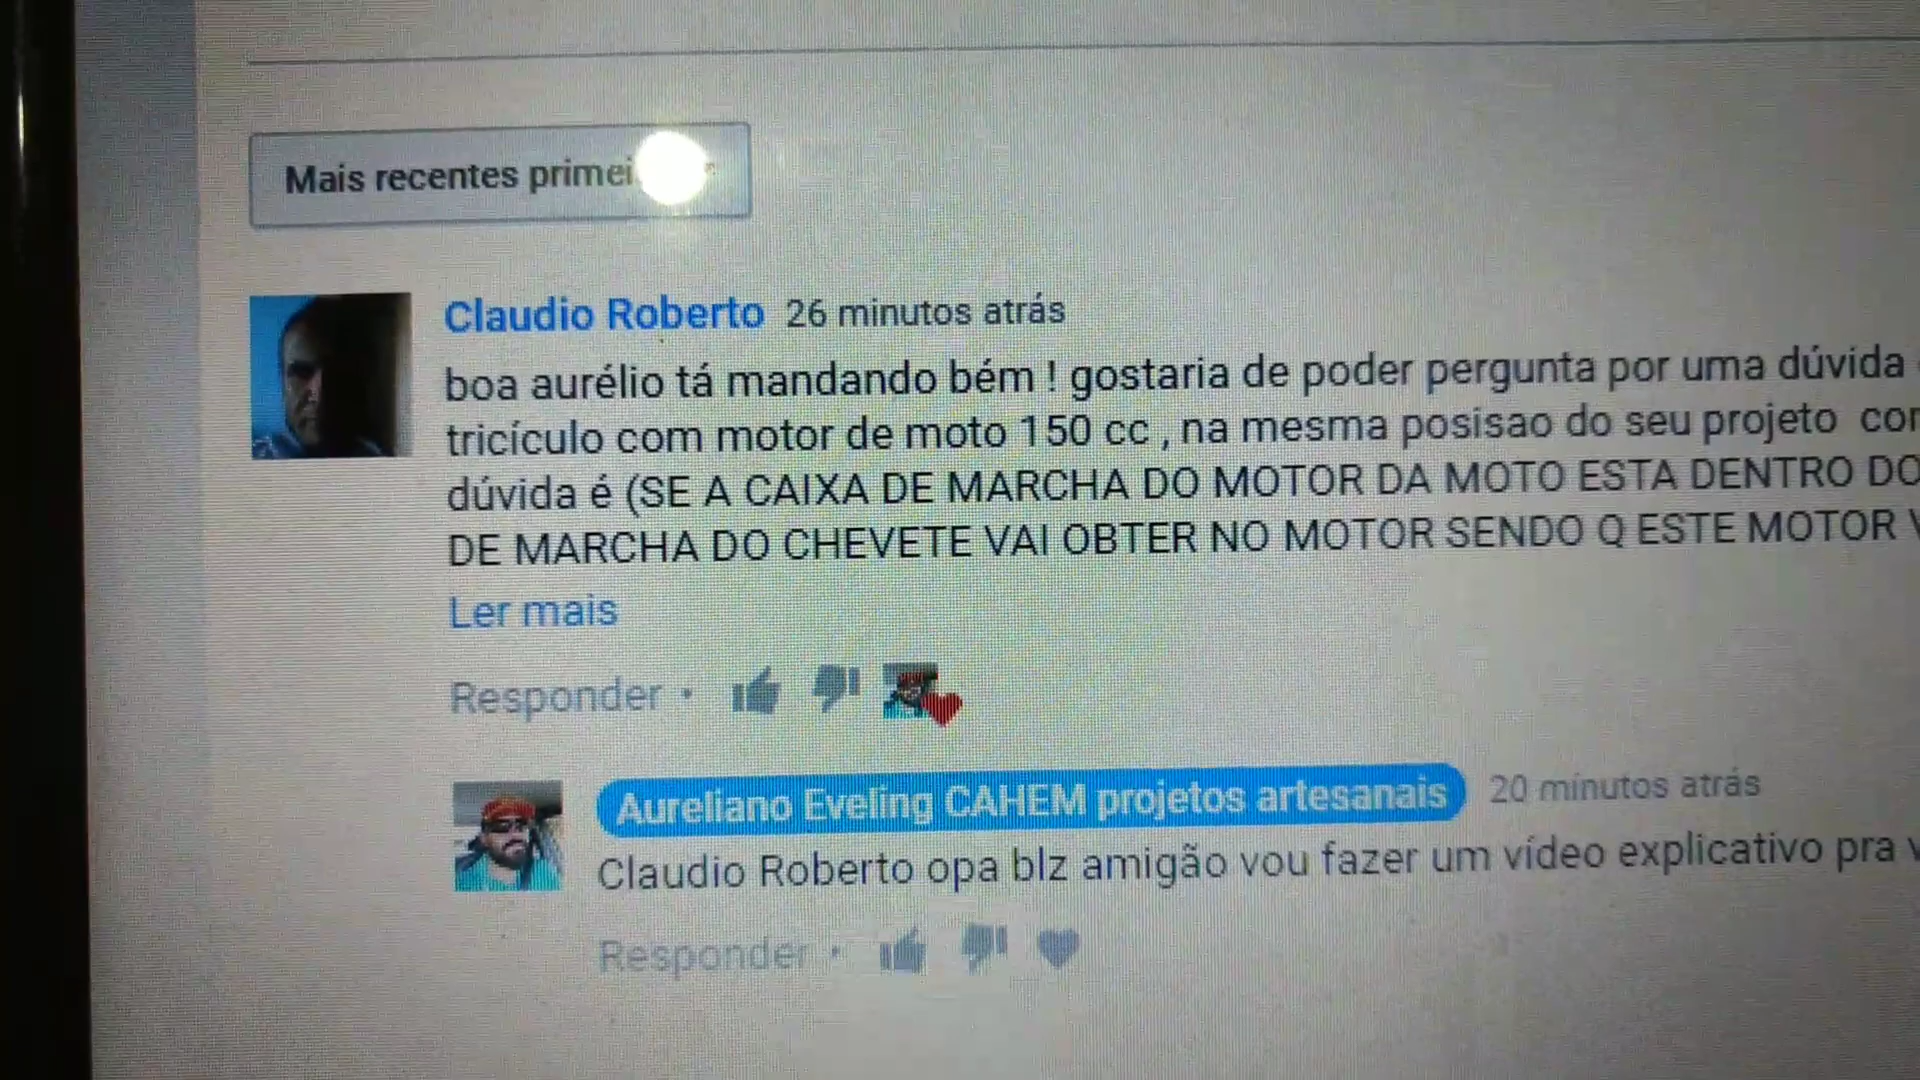 Mais recentes
Claudio Roberto 26 minutos atrás
boa aurélio tá mandando bém ! gostaria de poder pergunta por uma dúvida
tricículo com motor de moto 150 cc , na mesma posisao do seu projeto
dúvida é (SE A CAIXA DE MARCHA DO MOTOR DA MOTO ESTA DENTRO DO
DE MARCHA DO CHEVETE VAI OBTER NO MOTOR SENDO Q ESTE MOTOR
Ler mais
Responder
Aureliano Eveling CAHEM projetos artesanais 20 minutos atrás
Claudio Roberto opa blz amigão vou fazer um vídeo explicativo pra
Responder